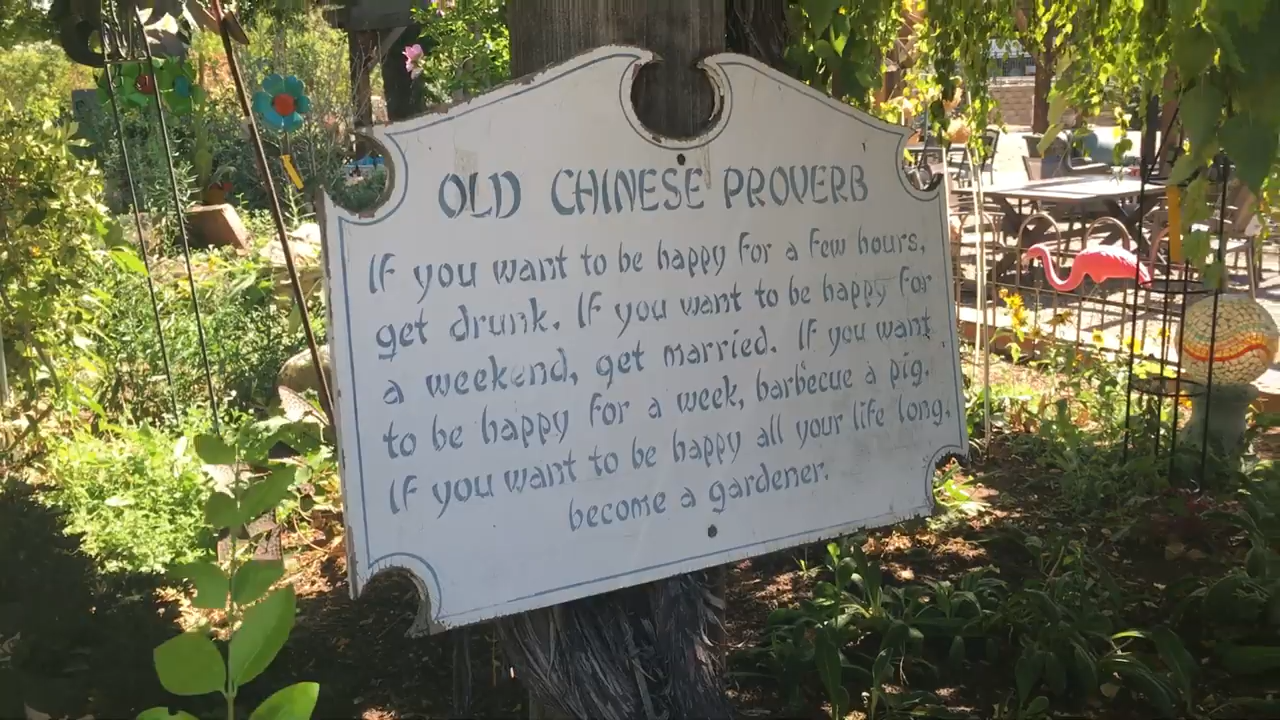 OLD CHINESE PROVERB
If you want to be happy for a few hours,
get drunk. If you want to be happy for
a weekend, get married. If you want
to be happy for a week, barbecue a pig.
If you want to be happy all your life long,
become a gardener.